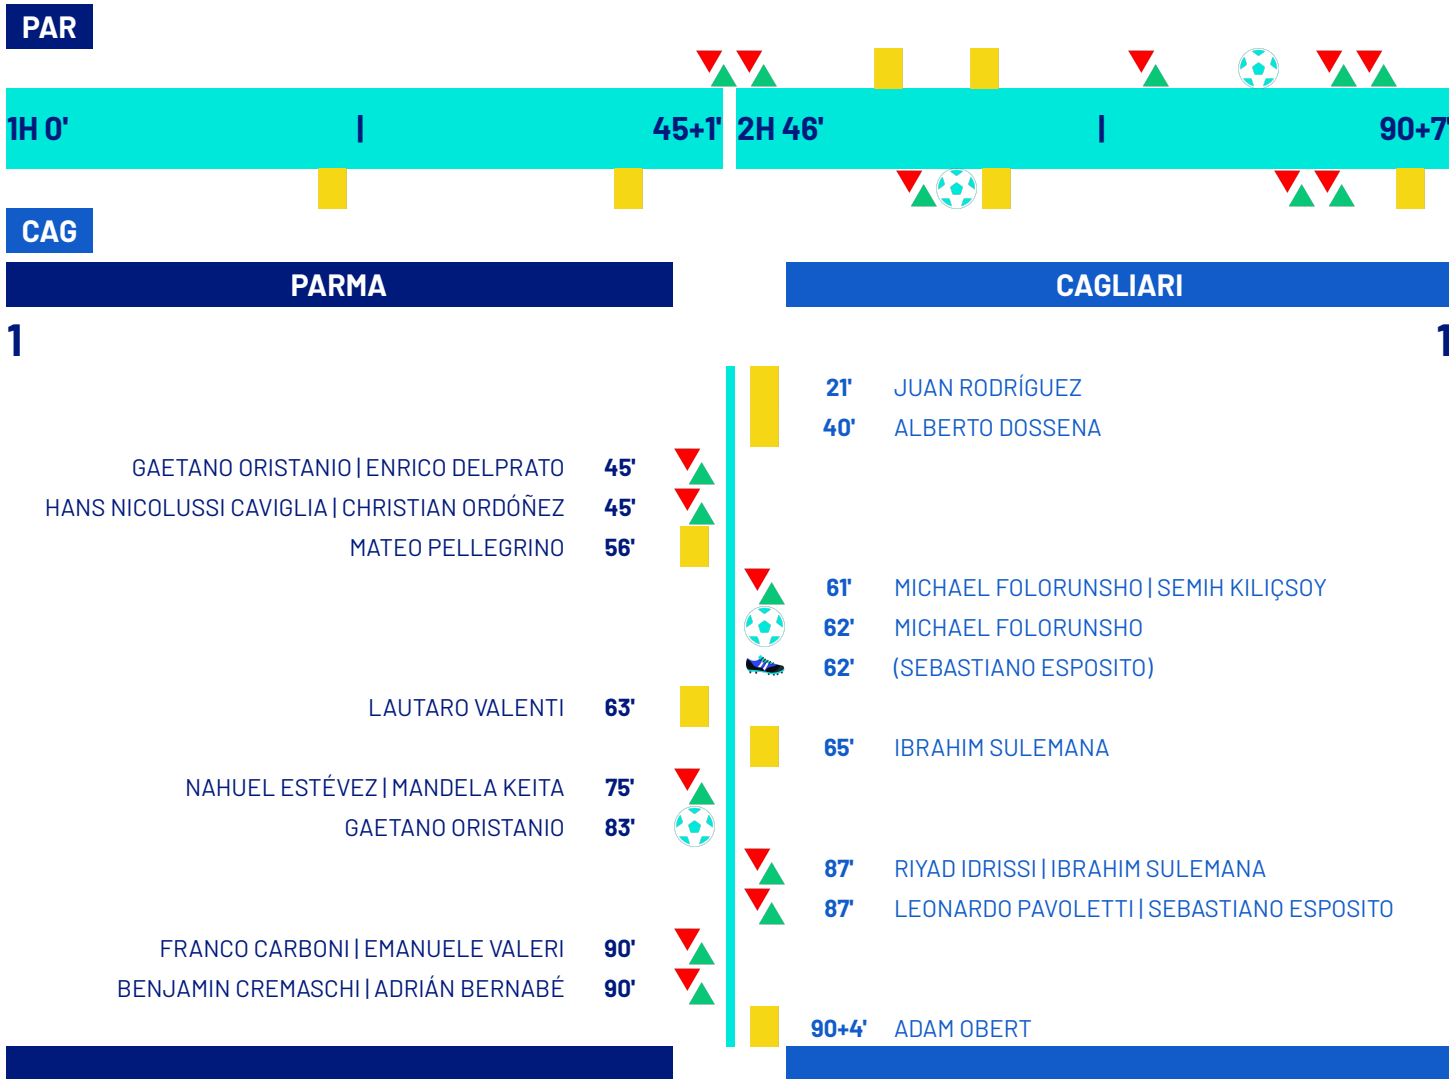 PAR
1H 0' | 45+1' 2H 46' | 90+7'
CAG
PARMA CAGLIARI
1 1
21' JUAN RODRÍGUEZ
40' ALBERTO DOSSENA
GAETANO ORISTANIO | ENRICO DELPRATO 45'
HANS NICOLUSSI CAVIGLIA | CHRISTIAN ORDÓÑEZ 45'
MATEO PELLEGRINO 56'
61' MICHAEL FOLORUNSHO | SEMIH KILIÇSOY
62' MICHAEL FOLORUNSHO
62' (SEBASTIANO ESPOSITO)
LAUTARO VALENTI 63'
65' IBRAHIM SULEMANA
NAHUEL ESTÉVEZ | MANDELA KEITA 75'
GAETANO ORISTANIO 83'
87' RIYAD IDRISSI | IBRAHIM SULEMANA
87' LEONARDO PAVOLETTI | SEBASTIANO ESPOSITO
FRANCO CARBONI | EMANUELE VALERI 90'
BENJAMIN CREMASCHI | ADRIÁN BERNABÉ 90'
90+4' ADAM OBERT